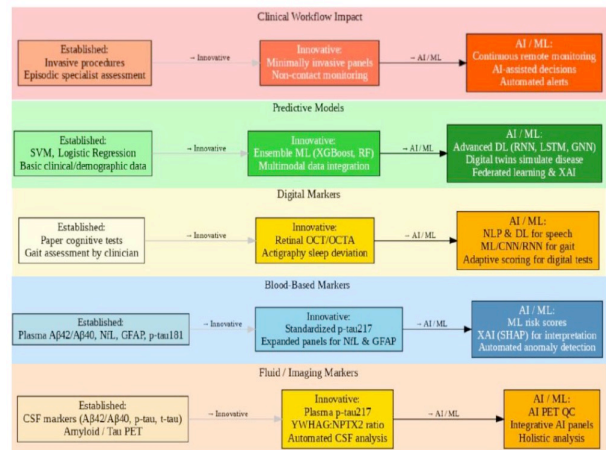 Clinical Workflow Impact
Established:
Invasive procedures
Episodic specialist assessment
→ Innovative
Innovative:
Minimally invasive panels
Non-contact monitoring
→ AI / ML
AI / ML:
Continuous remote monitoring
AI-assisted decisions
Automated alerts
Predictive Models
Established:
SVM, Logistic Regression
Basic clinical/demographic data
→ Innovative
Innovative:
Ensemble ML (XGBoost, RF)
Multimodal data integration
→ AI / ML
AI / ML:
Advanced DL (RNN, LSTM, GNN)
Digital twins simulate disease
Federated learning & XAI
Digital Markers
Established:
Paper cognitive tests
Gait assessment by clinician
→ Innovative
Innovative:
Retinal OCT/OCTA
Actigraphy sleep deviation
→ AI / ML
AI / ML:
NLP & DL for speech
ML/CNN/RNN for gait
Adaptive scoring for digital tests
Blood-Based Markers
Established:
Plasma Aβ42/Aβ40, NfL, GFAP, p-tau181
→ Innovative
Innovative:
Standardized p-tau217
Expanded panels for NfL & GFAP
→ AI / ML
AI / ML:
ML risk scores
XAI (SHAP) for interpretation
Automated anomaly detection
Fluid / Imaging Markers
Established:
CSF markers (Aβ42/Aβ40, p-tau, t-tau)
Amyloid / Tau PET
→ Innovative
Innovative:
Plasma p-tau217
YWHAG:NPTX2 ratio
Automated CSF analysis
→ AI / ML
AI / ML:
AI PET QC
Integrative AI panels
Holistic analysis